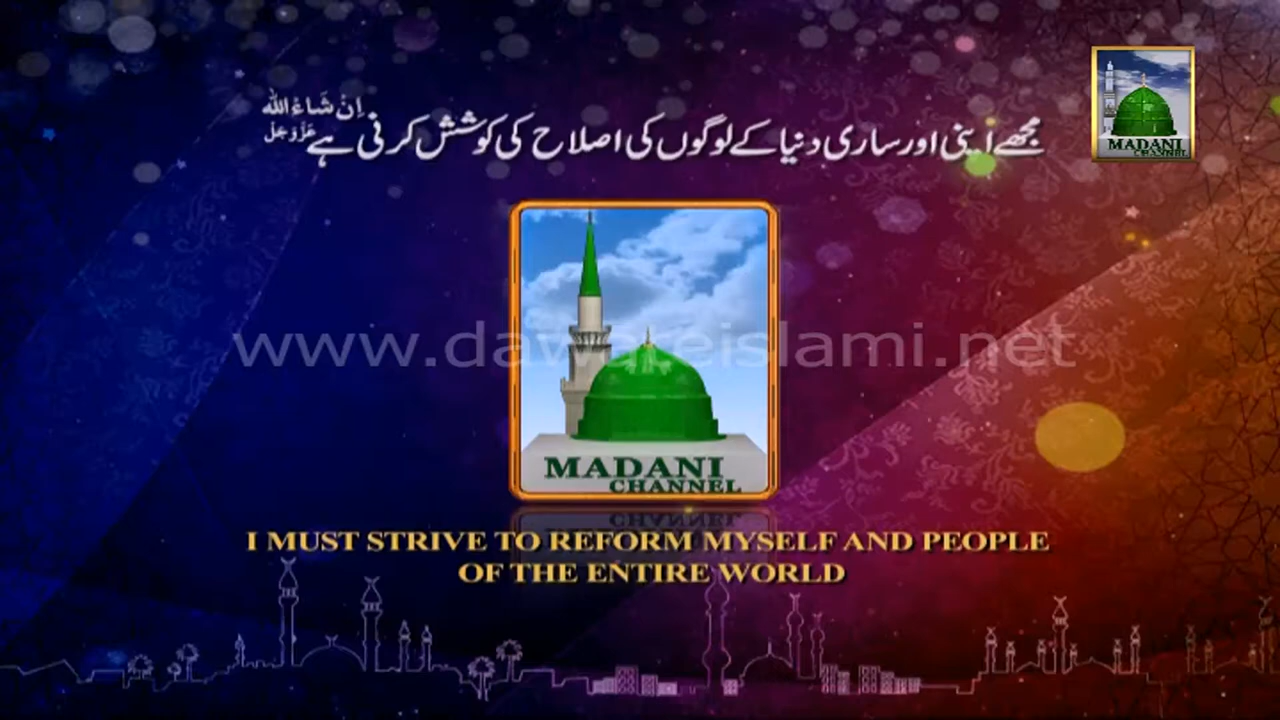 مجھے اپنی اور ساری دنیا کے لوگوں کی اصلاح کی کوشش کرنی ہے اِنْ شَآءَاللّٰه عَزَّوَجَلَّ
MADANI
CHANNEL
www.dawateislami.net
MADANI
CHANNEL
I MUST STRIVE TO REFORM MYSELF AND PEOPLE
OF THE ENTIRE WORLD